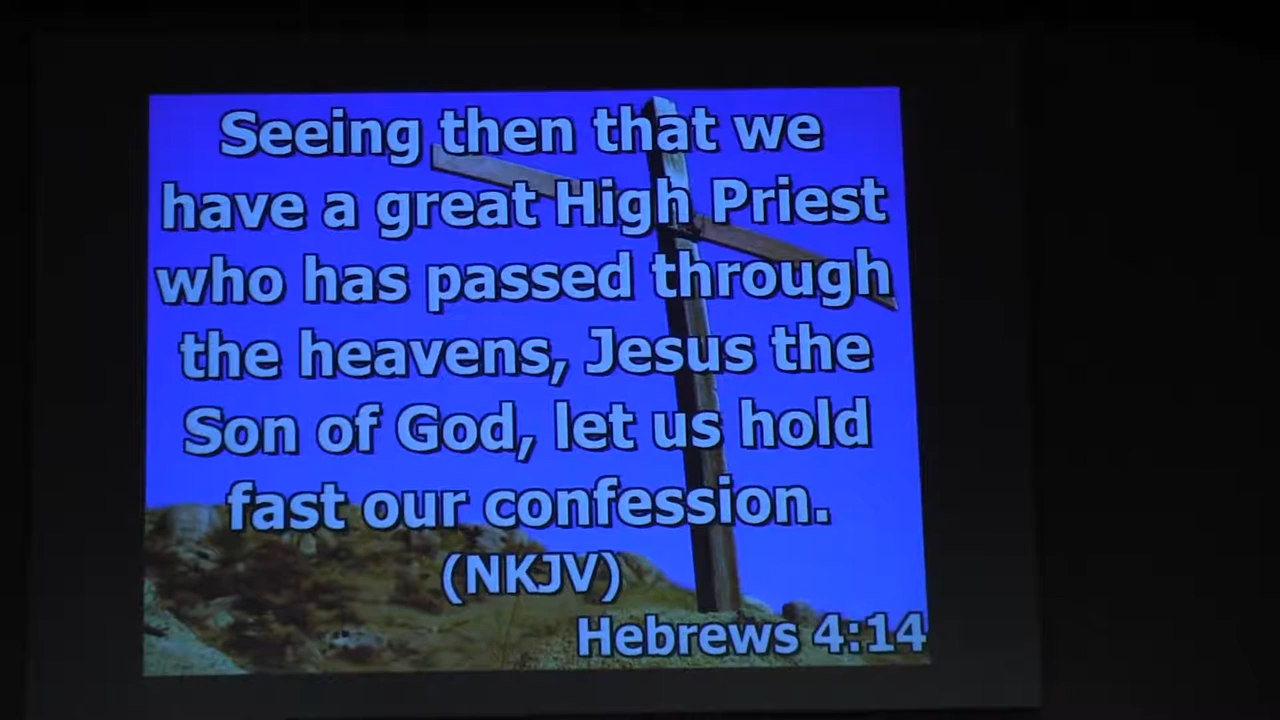 Seeing then that we
have a great High Priest
who has passed through
the heavens, Jesus the
Son of God, let us hold
fast our confession.
(NKJV)
Hebrews 4:14